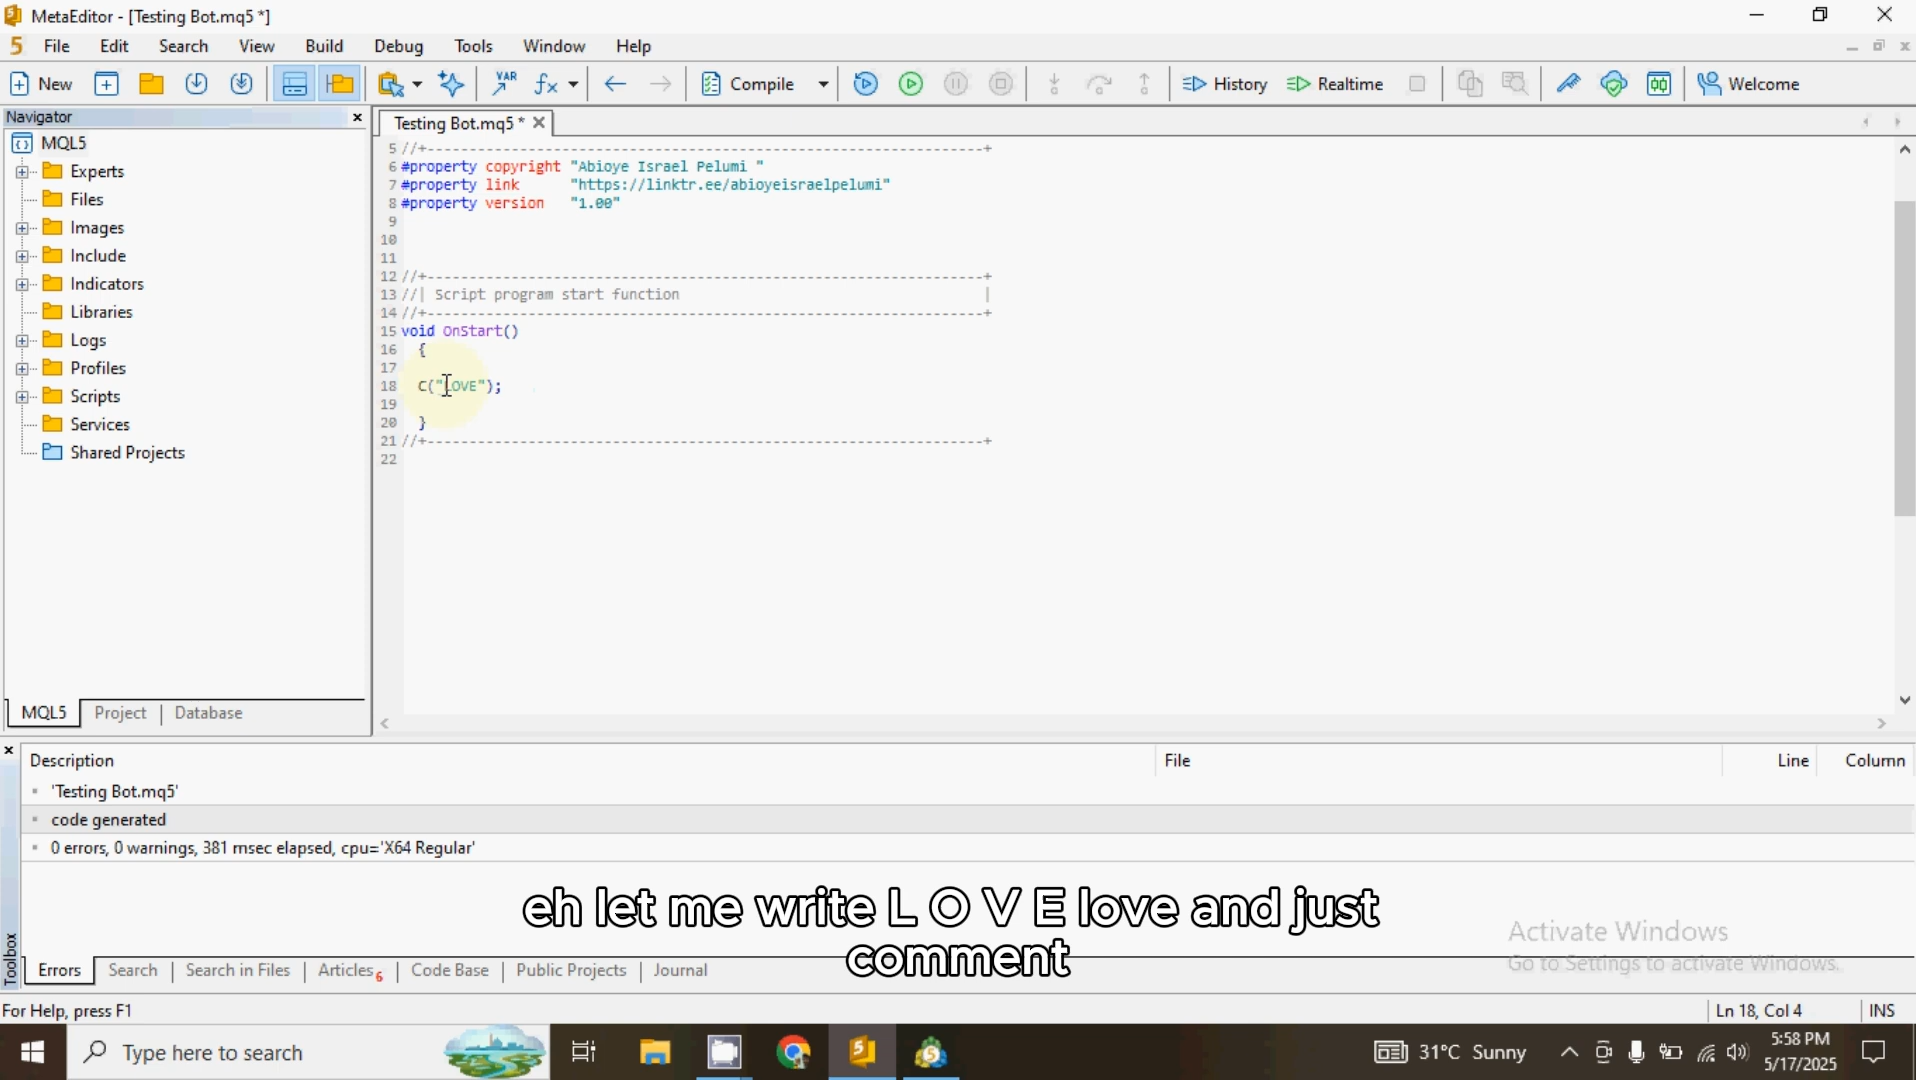 MetaEditor - [Testing Bot.mq5 *]
5 File Edit Search View Build Debug Tools Window Help
New VAR fx Compile History Realtime Welcome
Navigator
Testing Bot.mq5 *
MQL5
Experts
Files
Images
Include
Indicators
Libraries
Logs
Profiles
Scripts
Services
Shared Projects
MQL5 Project Database
5 //+------------------------------------------------------------------+
6 #property copyright "Abioye Israel Pelumi "
7 #property link "https://linktr.ee/abioyeisraelpelumi"
8 #property version "1.00"
9
10
11
12 //+------------------------------------------------------------------+
13 //| Script program start function |
14 //+------------------------------------------------------------------+
15 void OnStart()
16 {
17
18 C("LOVE");
19
20 }
21 //+------------------------------------------------------------------+
22
Description File Line Column
'Testing Bot.mq5'
code generated
0 errors, 0 warnings, 381 msec elapsed, cpu='X64 Regular'
eh let me write L O V E love and just
comment
Activate Windows
Go to Settings to activate Windows.
Toolbox
Errors Search Search in Files Articles 6 Code Base Public Projects Journal
For Help, press F1 Ln 18, Col 4 INS
Type here to search 31°C Sunny 5:58 PM
5/17/2025